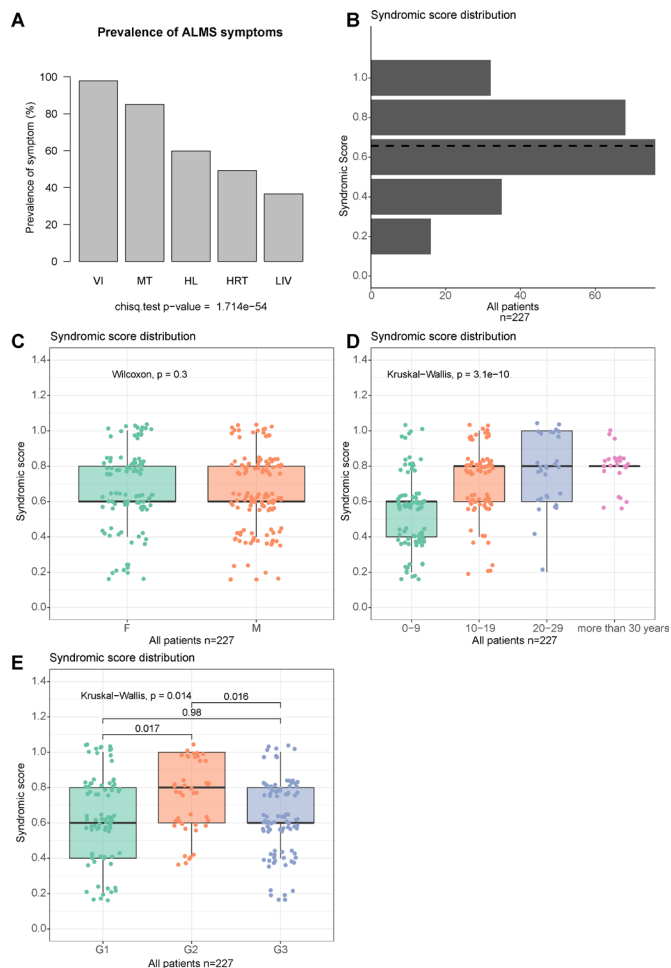 A
Prevalence of ALMS symptoms
Prevalence of symptom (%)
100
80
60
40
20
0
VI MT HL HRT LIV
chisq.test p-value = 1.714e-54
B
Syndromic score distribution
Syndromic Score
1.0
0.8
0.6
0.4
0.2
0.0
0 20 40 60
All patients
n=227
C
Syndromic score distribution
Wilcoxon, p = 0.3
Syndromic score
1.4
1.2
1.0
0.8
0.6
0.4
0.2
0.0
F M
All patients n=227
D
Syndromic score distribution
Kruskal-Wallis, p = 3.1e-10
Syndromic score
1.4
1.2
1.0
0.8
0.6
0.4
0.2
0.0
0-9 10-19 20-29 more than 30 years
All patients n=227
E
Syndromic score distribution
Kruskal-Wallis, p = 0.014
0.016
0.98
0.017
Syndromic score
1.4
1.2
1.0
0.8
0.6
0.4
0.2
0.0
G1 G2 G3
All patients n=227